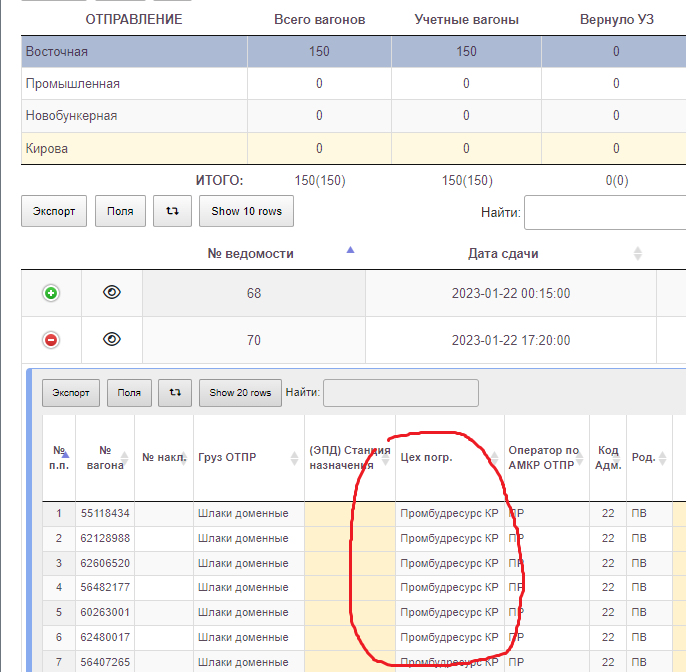 ОТПРАВЛЕНИЕ Всего вагонов Учетные вагоны Вернуло УЗ
Восточная 150 150 0
Промышленная 0 0 0
Новобункерная 0 0 0
Кирова 0 0 0
ИТОГО: 150(150) 150(150) 0(0)
Экспорт Поля Show 10 rows Найти:
№ ведомости Дата сдачи
68 2023-01-22 00:15:00
70 2023-01-22 17:20:00
Экспорт Поля Show 20 rows Найти:
№ п.п. № вагона № накл. Груз ОТПР (ЭПД) Станция назначения Цех погр. Оператор по АМКР ОТПР Код Адм. Род.
1 55118434 Шлаки доменные Промбудресурс КР ПР 22 ПВ
2 62128988 Шлаки доменные Промбудресурс КР ПР 22 ПВ
3 62606520 Шлаки доменные Промбудресурс КР ПР 22 ПВ
4 56482177 Шлаки доменные Промбудресурс КР ПР 22 ПВ
5 60263001 Шлаки доменные Промбудресурс КР ПР 22 ПВ
6 62480017 Шлаки доменные Промбудресурс КР ПР 22 ПВ
7 56407265 Шлаки доменные Промбудресурс КР ПР 22 ПВ